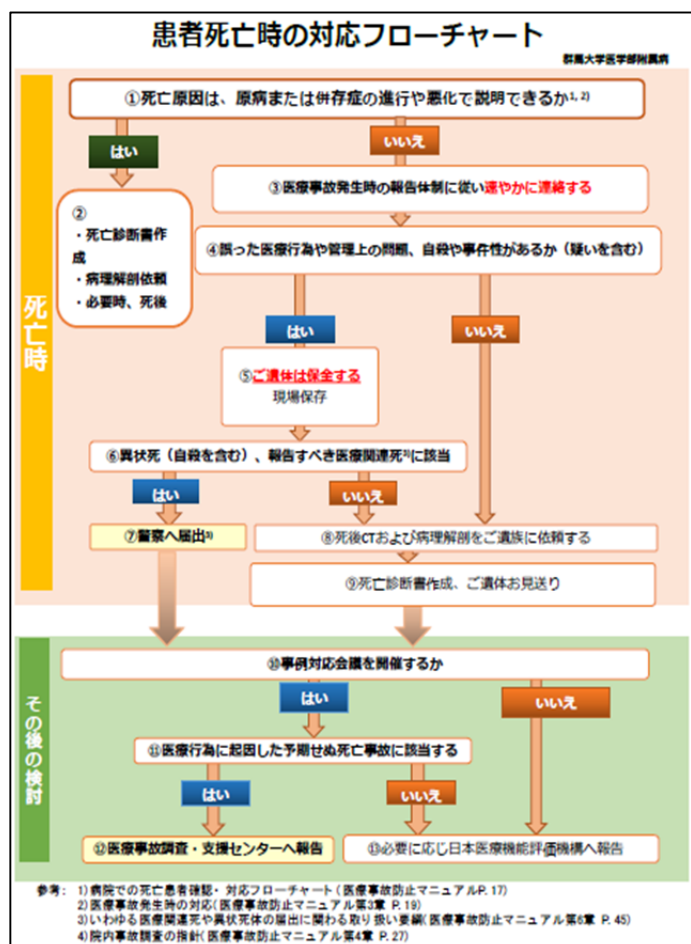 患者死亡時の対応フローチャート
群馬大学医学部附属病
①死亡原因は、原病または併存症の進行や悪化で説明できるか1, 2)
はい
いいえ
②
・死亡診断書作
成
・病理解剖依頼
・必要時、死後
③医療事故発生時の報告体制に従い速やかに連絡する
④誤った医療行為や管理上の問題、自殺や事件性があるか（疑いを含む）
死亡時
はい
いいえ
⑤ご遺体は保全する
現場保存
⑥異状死（自殺を含む）、報告すべき医療関連死3)に該当
はい
いいえ
⑦警察へ届出3)
⑧死後CTおよび病理解剖をご遺族に依頼する
⑨死亡診断書作成、ご遺体お見送り
その後の検討
⑩事例対応会議を開催するか
はい
いいえ
⑪医療行為に起因した予期せぬ死亡事故に該当する
はい
いいえ
⑫医療事故調査・支援センターへ報告
⑬必要に応じ日本医療機能評価機構へ報告
参考： 1)病院での死亡患者確認・対応フローチャート(医療事故防止マニュアルP. 17)
2)医療事故発生時の対応(医療事故防止マニュアル第3章 P. 19)
3)いわゆる医療関連死や異状死体の届出に関わる取り扱い要綱(医療事故防止マニュアル第6章 P. 45)
4)院内事故調査の指針(医療事故防止マニュアル第4章 P. 27)